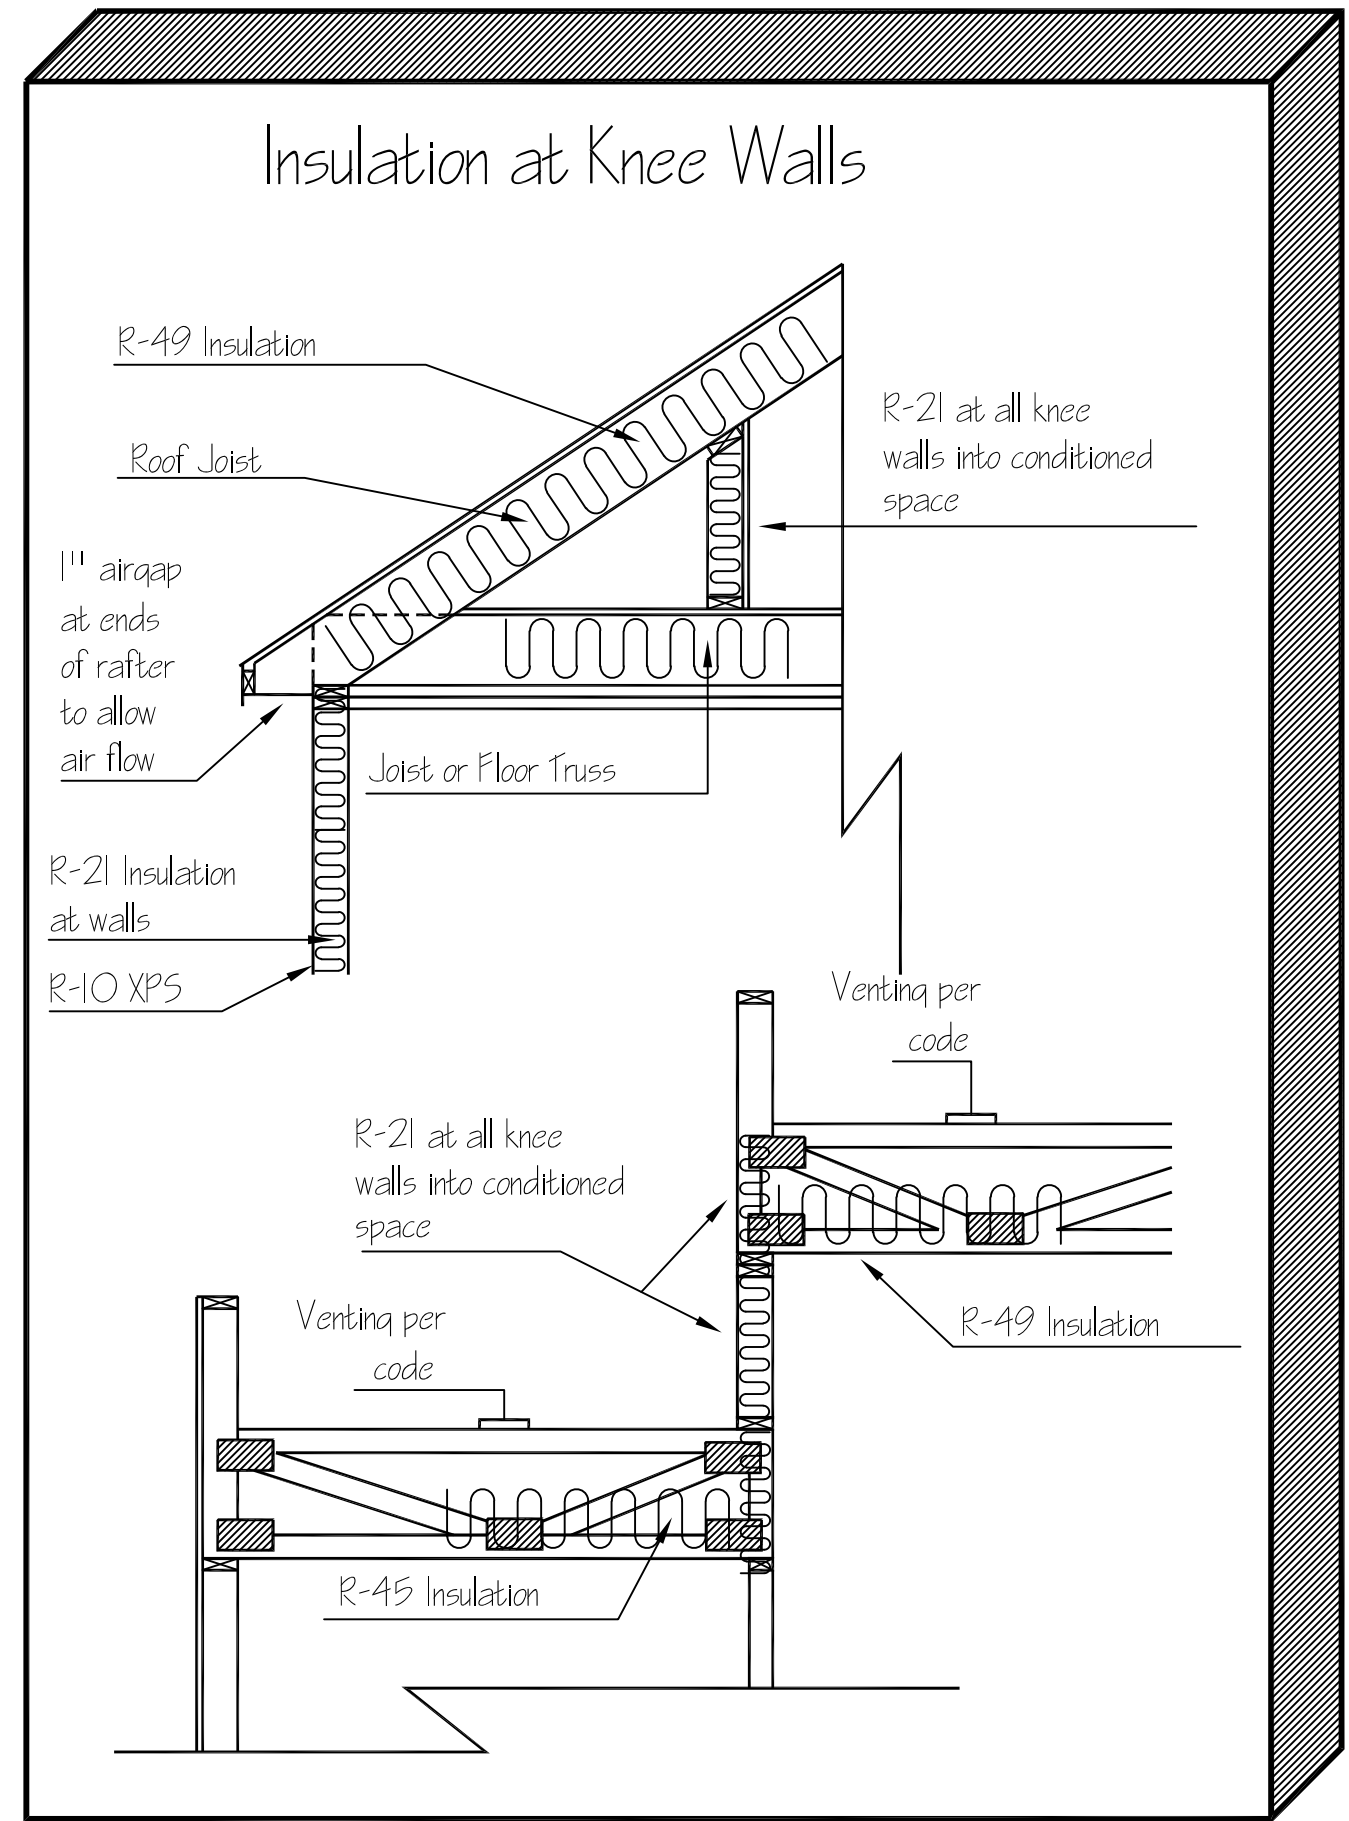 Insulation at Knee Walls
R-49 Insulation
Roof Joist
1" airgap
at ends
of rafter
to allow
air flow
R-21 at all knee
walls into conditioned
space
Joist or Floor Truss
R-21 Insulation
at walls
R-10 XPS
Venting per
code
R-21 at all knee
walls into conditioned
space
R-49 Insulation
Venting per
code
R-45 Insulation